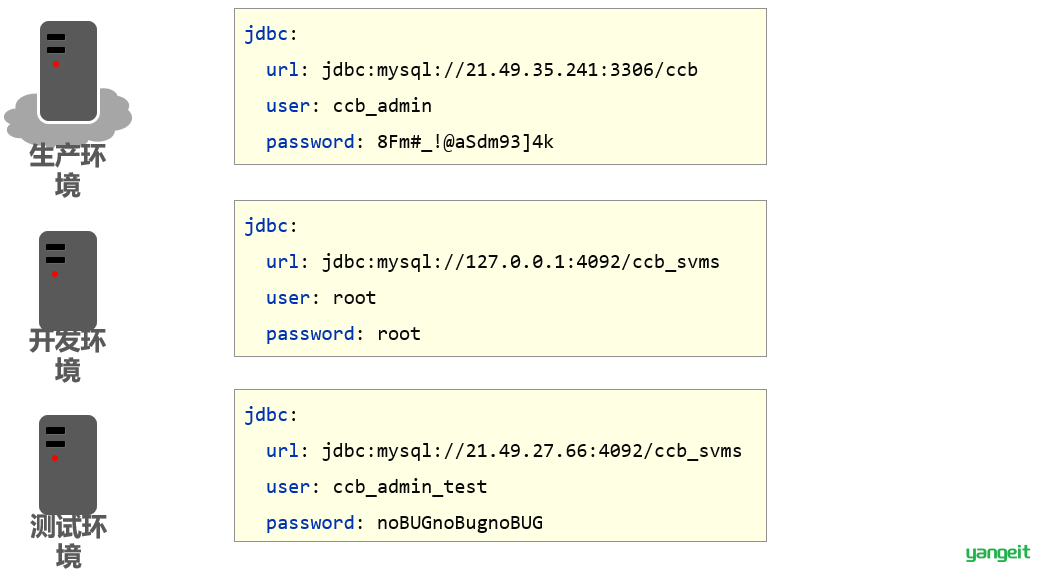 jdbc:
url: jdbc:mysql://21.49.35.241:3306/ccb
user: ccb_admin
password: 8Fm#_!@aSdm93]4k
生产环
境
jdbc:
url: jdbc:mysql://127.0.0.1:4092/ccb_svms
user: root
password: root
开发环
境
jdbc:
url: jdbc:mysql://21.49.27.66:4092/ccb_svms
user: ccb_admin_test
password: noBUGnoBugnoBUG
测试环
境
yangeit